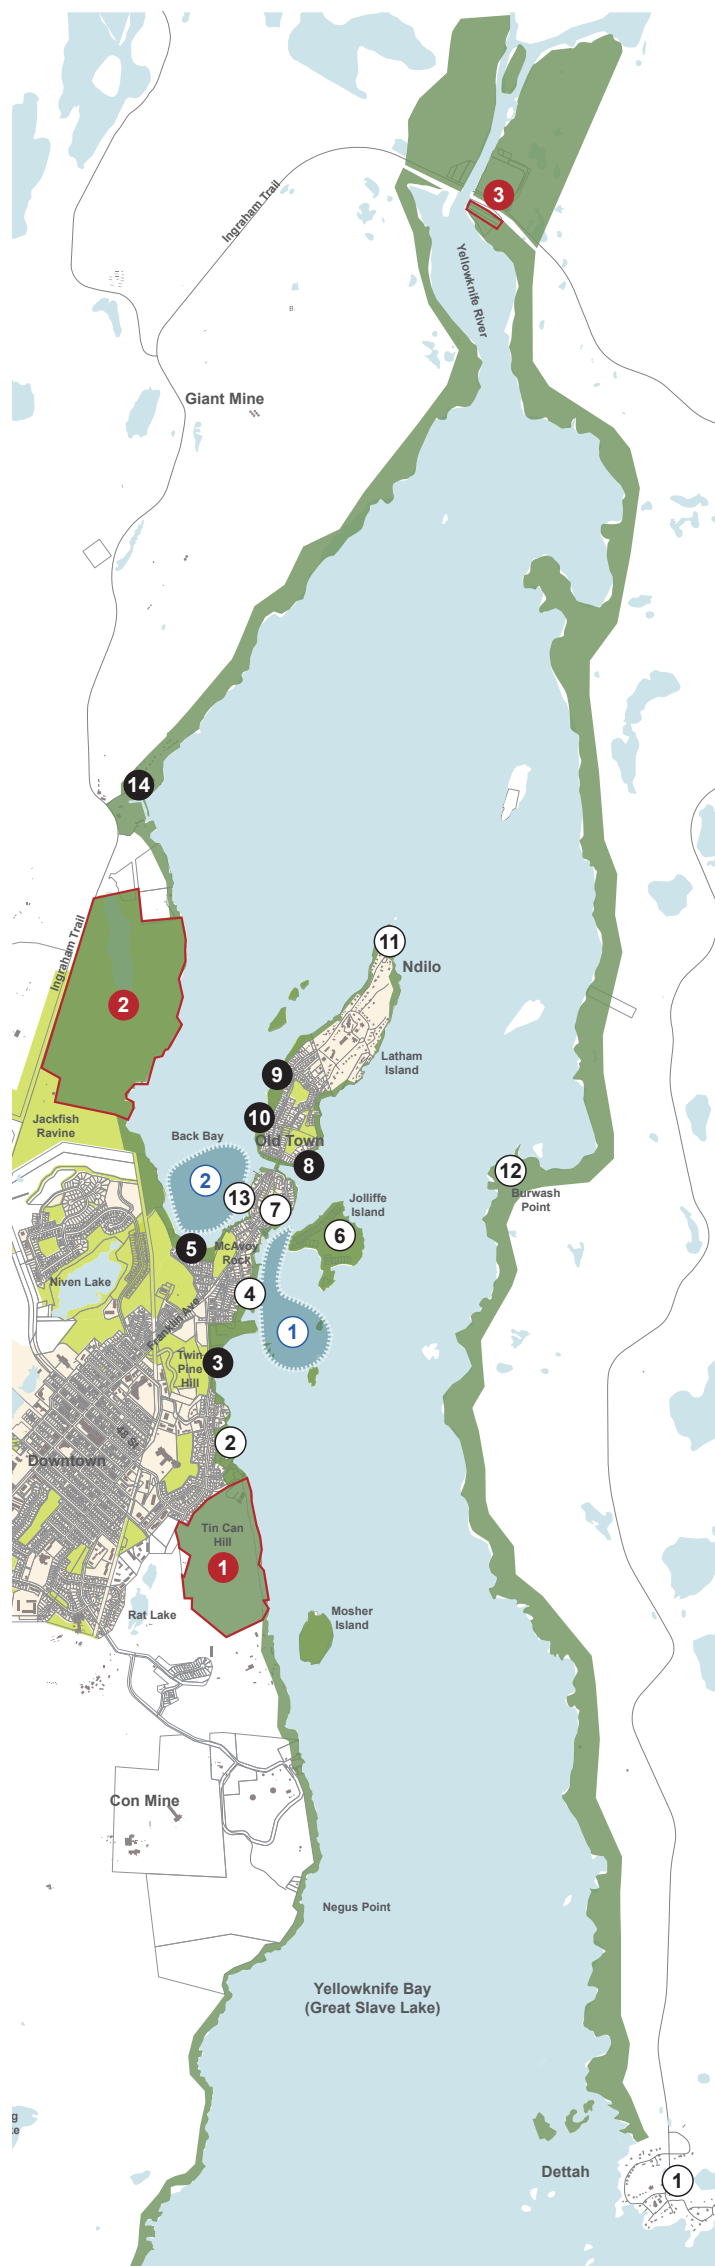 3
Ingraham Trail
Yellowknife River
Giant Mine
14
Ingraham Trail
11
Ndilo
2
Latham
Island
9
10
Jackfish
Ravine
Back Bay
Old Town
8
12
Burwash
Point
2
13
7
Jolliffe
Island
6
5
McAvoy
Rock
Niven Lake
4
Franklin Ave
1
Twin
Pine
Hill
3
48 St
2
Downtown
Tin Can
Hill
1
Rat Lake
Mosher
Island
Con Mine
Negus Point
Yellowknife Bay
(Great Slave Lake)
g
ke
Dettah
1